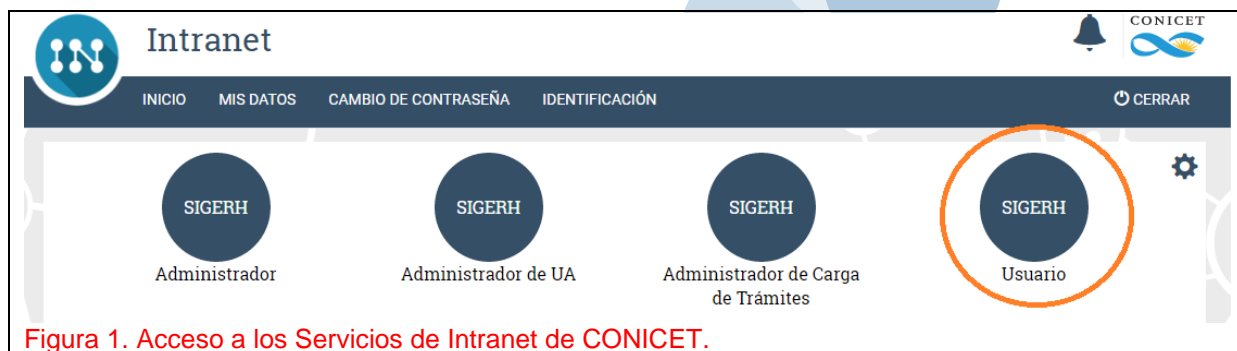 IN
Intranet
CONICET
INICIO MIS DATOS CAMBIO DE CONTRASEÑA IDENTIFICACIÓN CERRAR
SIGERH SIGERH SIGERH SIGERH
Administrador Administrador de UA Administrador de Carga Usuario
de Trámites
Figura 1. Acceso a los Servicios de Intranet de CONICET.